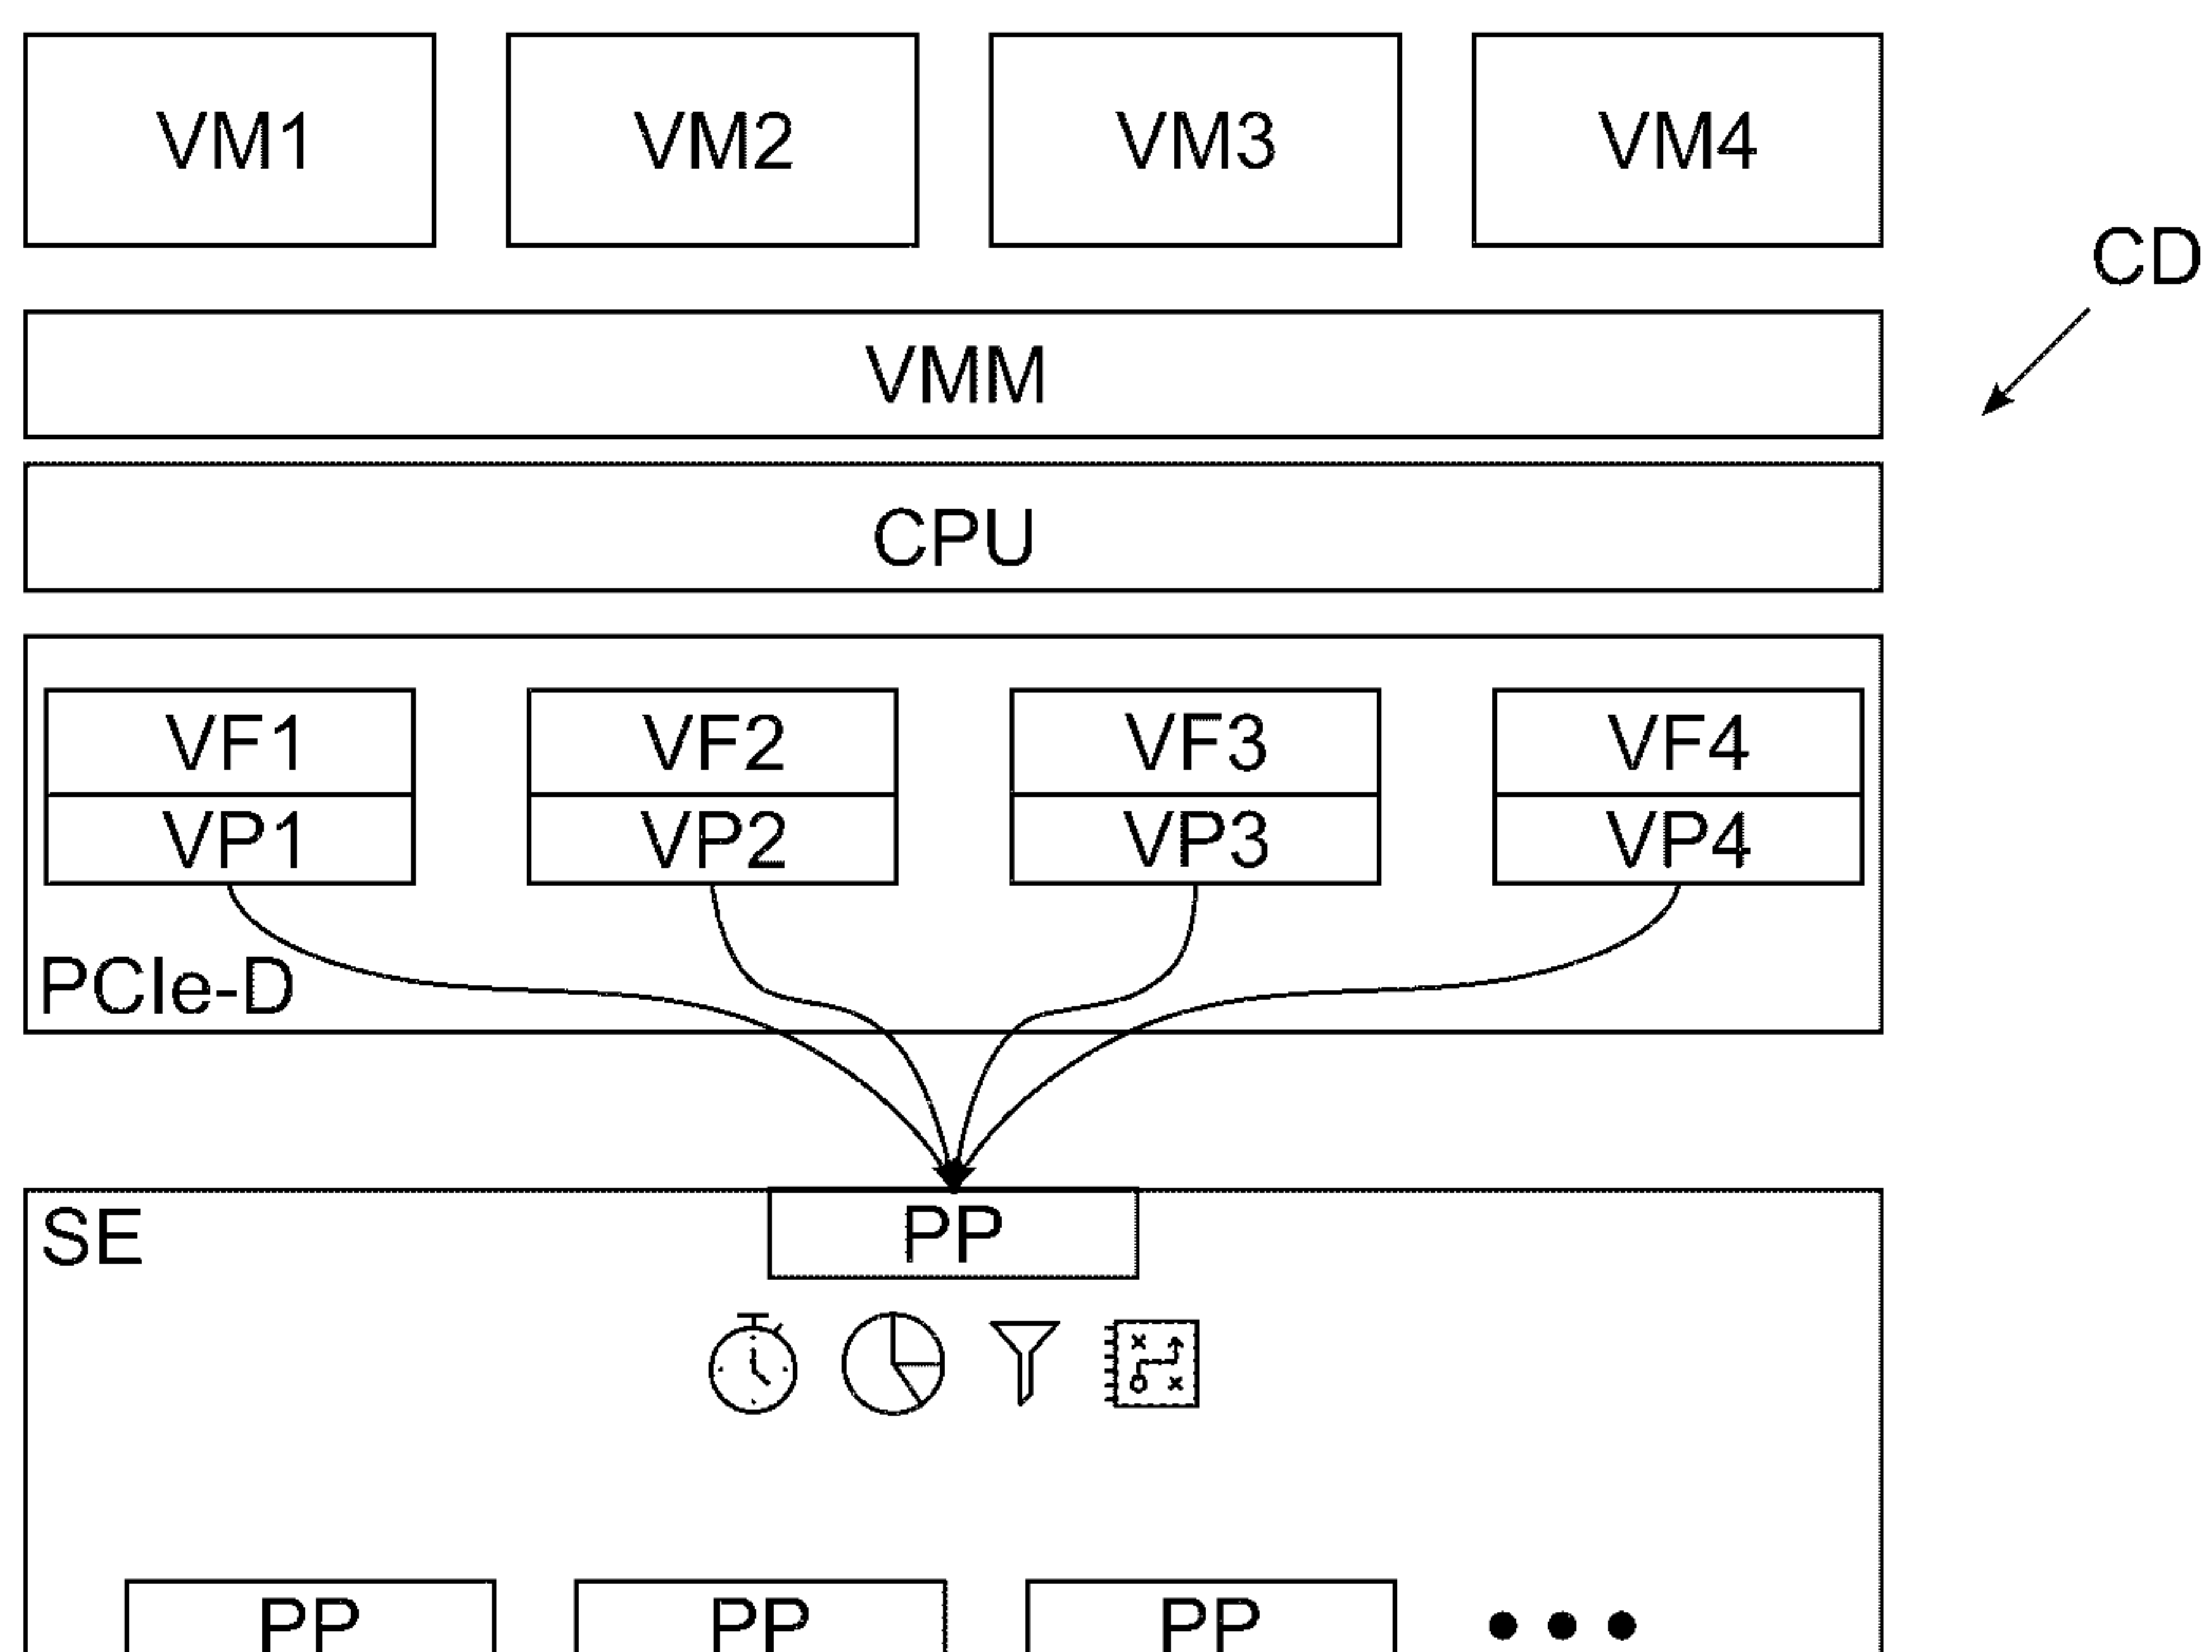 VM1 VM2 VM3 VM4
CD
VMM
CPU
VF1 VF2 VF3 VF4
VP1 VP2 VP3 VP4
PCIe-D
SE PP
PP PP PP